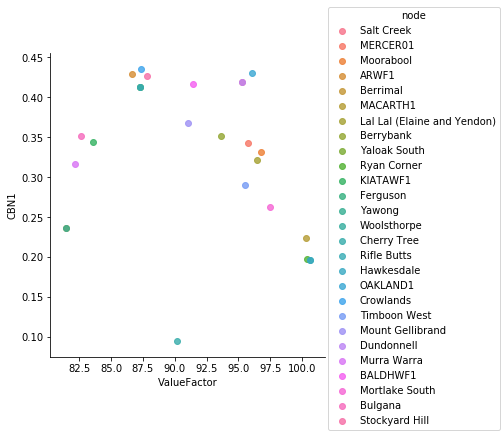 node
Salt Creek
MERCER01
Moorabool
ARWF1
Berrimal
MACARTH1
Lal Lal (Elaine and Yendon)
Berrybank
Yaloak South
Ryan Corner
KIATAWF1
Ferguson
Yawong
Woolsthorpe
Cherry Tree
Rifle Butts
Hawkesdale
OAKLAND1
Crowlands
Timboon West
Mount Gellibrand
Dundonnell
Murra Warra
BALDHWF1
Mortlake South
Bulgana
Stockyard Hill
0.45
0.40
0.35
0.30
0.25
0.20
0.15
0.10
CBN1
82.5 85.0 87.5 90.0 92.5 95.0 97.5 100.0
ValueFactor